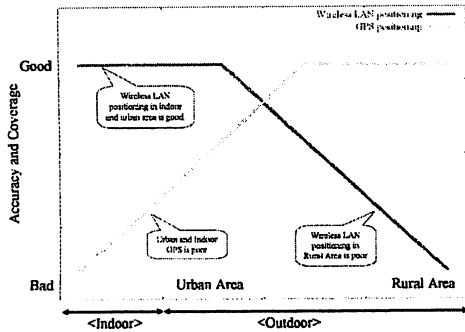 Wireless LAN positioning
GPS positioning
Good
Accuracy and Coverage
Wireless LAN
positioning in indoor
and urban area is good
Urban and Indoor
GPS is poor
Wireless LAN
positioning in
Rural Area is poor
Bad
Urban Area
Rural Area
<Indoor>
<Outdoor>